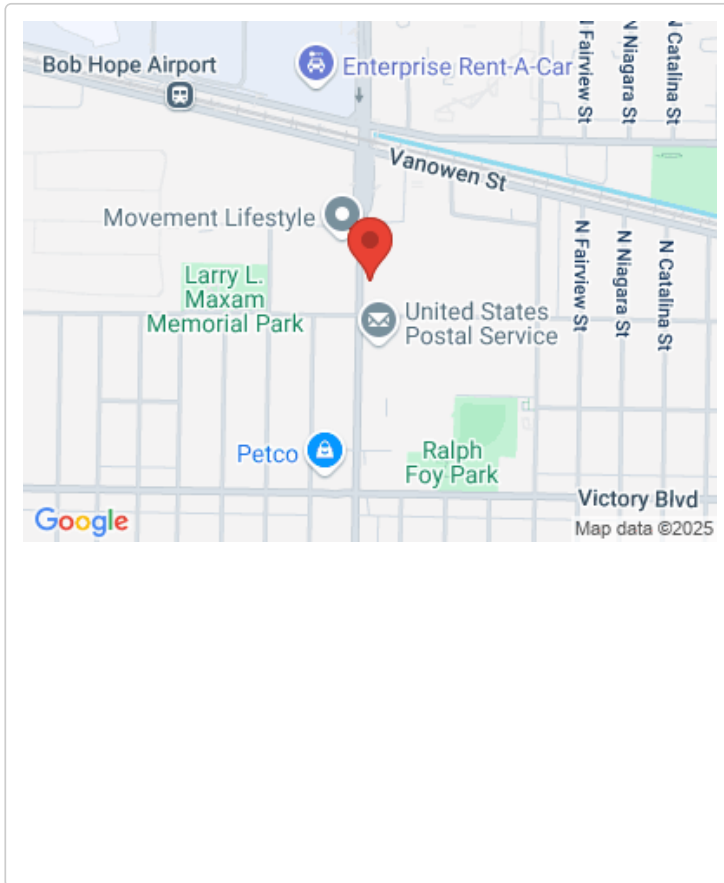 N Fairview St
N Niagara St
N Catalina St
Bob Hope Airport
Enterprise Rent-A-Car
Vanowen St
Movement Lifestyle
Larry L.
Maxam
Memorial Park
N Fairview St
N Niagara St
N Catalina St
United States
Postal Service
Petco
Ralph
Foy Park
Victory Blvd
Google
Map data ©2025